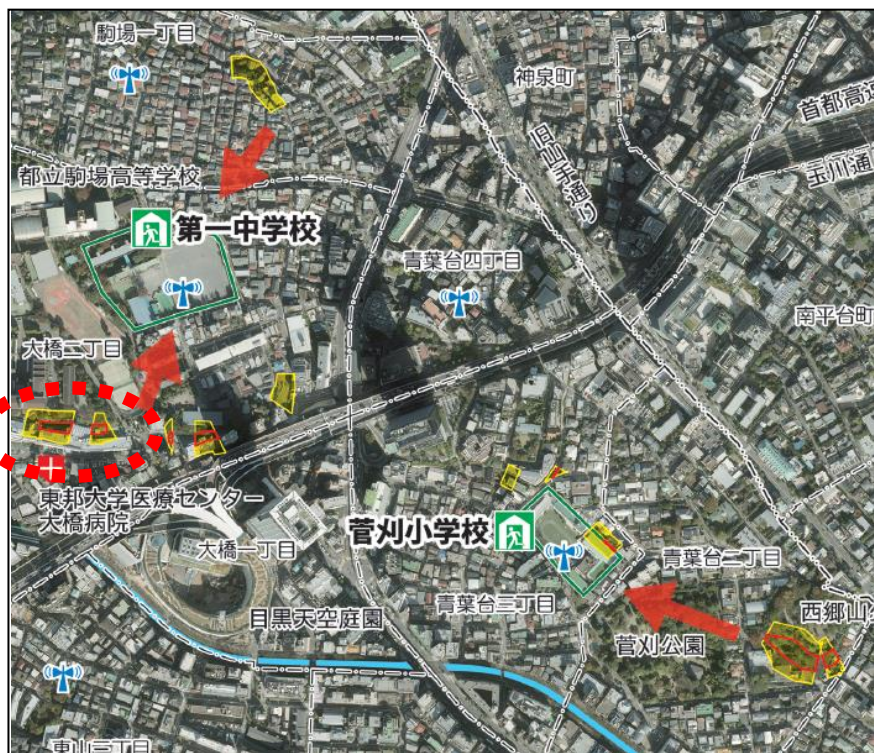 駒場一丁目
神泉町
首都高速
旧山手通り
玉川通
都立駒場高等学校
第一中学校
青葉台四丁目
南平台町
大橋二丁目
東邦大学医療センター
大橋病院
菅刈小学校
大橋一丁目
青葉台二丁目
青葉台三丁目
西郷山公
目黒天空庭園
菅刈公園
東山三丁目